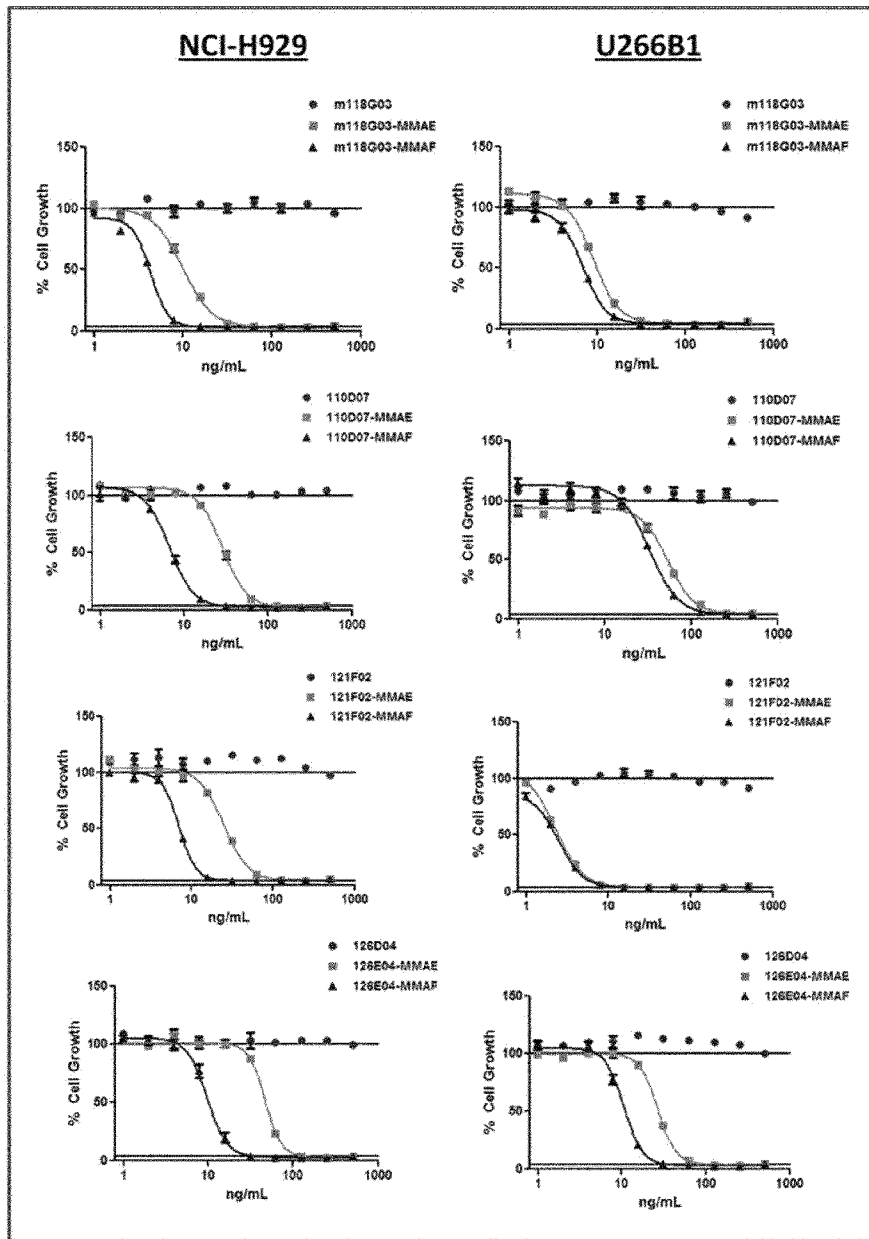 NCI-H929
U266B1
m118G03
m118G03-MMAE
m118G03-MMAF
150
100
50
0
% Cell Growth
1
10
100
1000
ng/mL
m118G03
m118G03-MMAE
m118G03-MMAF
150
100
50
0
% Cell Growth
1
10
100
1000
ng/mL
110D07
110D07-MMAE
110D07-MMAF
150
100
50
0
% Cell Growth
1
10
100
1000
ng/mL
110D07
110D07-MMAE
110D07-MMAF
150
100
50
0
% Cell Growth
1
10
100
1000
ng/mL
121F02
121F02-MMAE
121F02-MMAF
150
100
50
0
% Cell Growth
1
10
100
1000
ng/mL
121F02
121F02-MMAE
121F02-MMAF
150
100
50
0
% Cell Growth
1
10
100
1000
ng/mL
126D04
126E04-MMAE
126E04-MMAF
150
100
50
0
% Cell Growth
1
10
100
1000
ng/mL
126D04
126E04-MMAE
126E04-MMAF
150
100
50
0
% Cell Growth
1
10
100
1000
ng/mL